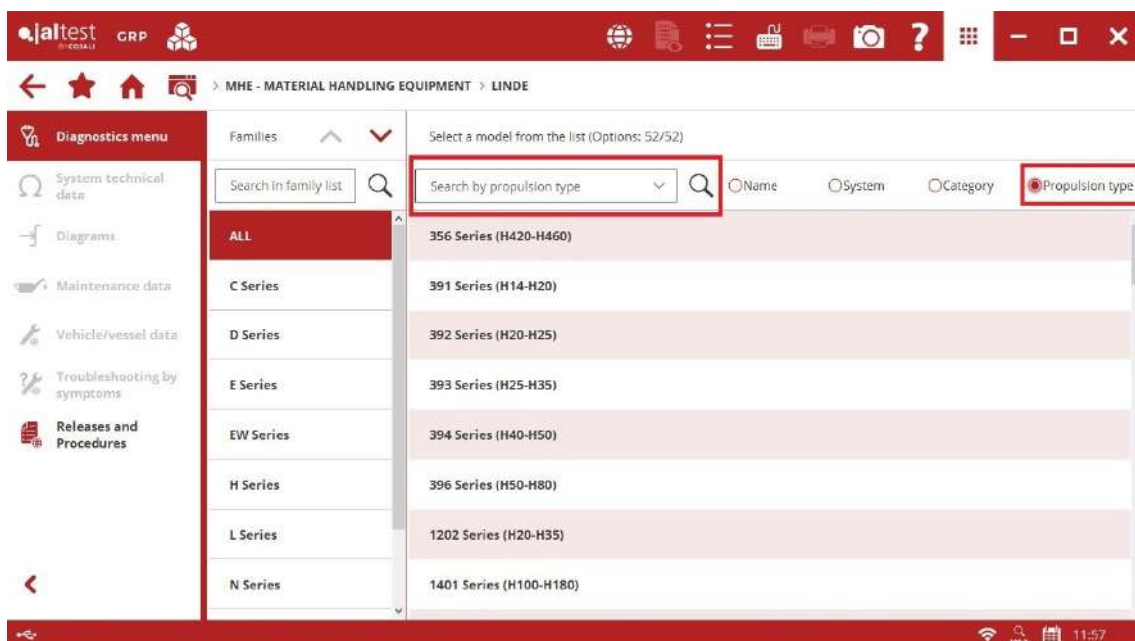 jaltest
BY COJALI
GRP
> MHE - MATERIAL HANDLING EQUIPMENT > LINDE
Diagnostics menu
System technical
data
Diagrams
Maintenance data
Vehicle/vessel data
Troubleshooting by
symptoms
Releases and
Procedures
Families
Search in family list
ALL
C Series
D Series
E Series
EW Series
H Series
L Series
N Series
Select a model from the list (Options: 52/52)
Search by propulsion type
Name
System
Category
Propulsion type
356 Series (H420-H460)
391 Series (H14-H20)
392 Series (H20-H25)
393 Series (H25-H35)
394 Series (H40-H50)
396 Series (H50-H80)
1202 Series (H20-H35)
1401 Series (H100-H180)
11:57